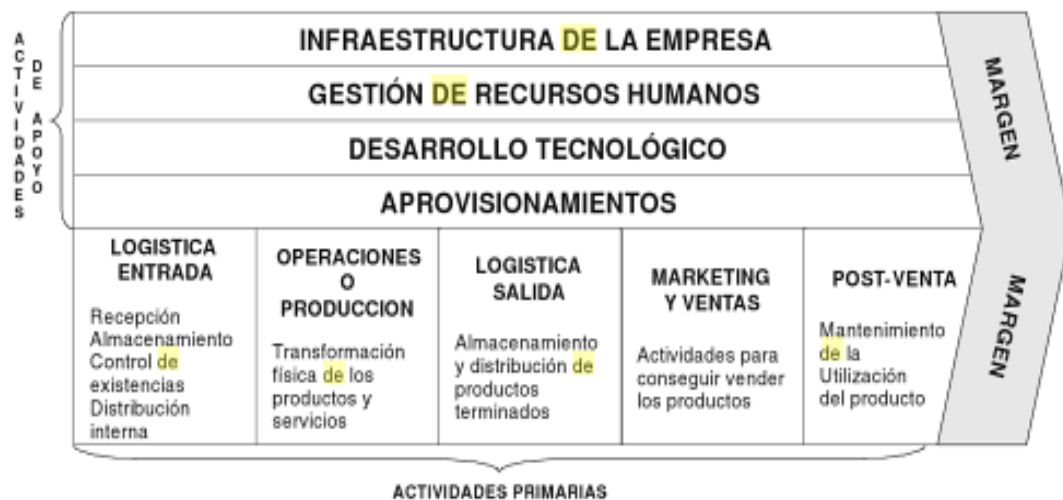 ACTIVIDADES
DE APOYO
INFRAESTRUCTURA DE LA EMPRESA
GESTIÓN DE RECURSOS HUMANOS
DESARROLLO TECNOLÓGICO
APROVISIONAMIENTOS
MARGEN
MARGEN
LOGISTICA
ENTRADA
Recepción
Almacenamiento
Control de
existencias
Distribución
interna
OPERACIONES
O
PRODUCCION
Transformación
física de los
productos y
servicios
LOGISTICA
SALIDA
Almacenamiento
y distribución de
productos
terminados
MARKETING
Y VENTAS
Actividades para
conseguir vender
los productos
POST-VENTA
Mantenimiento
de la
Utilización
del producto
ACTIVIDADES PRIMARIAS